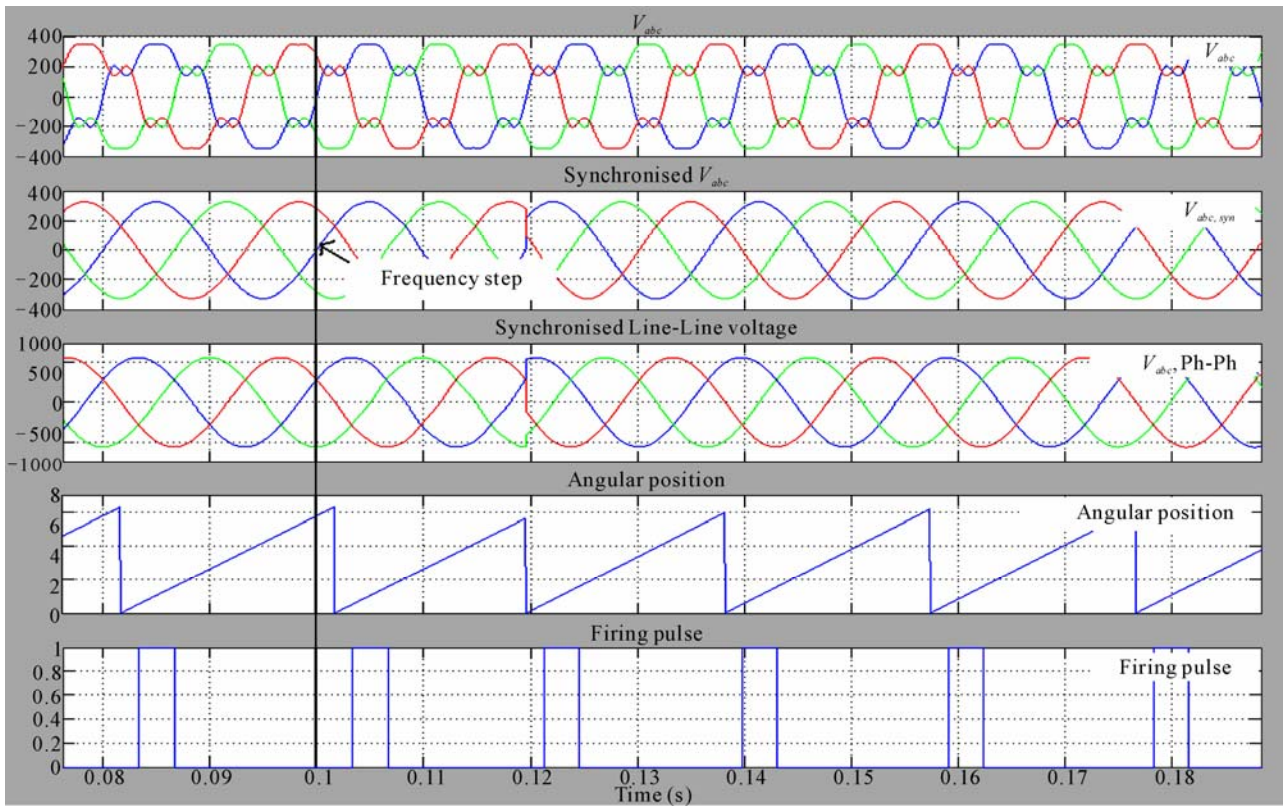 V_abc
400
200
0
−200
−400
V_abc
Synchronised V_abc
400
200
0
−200
−400
V_abc, syn
Frequency step
Synchronised Line-Line voltage
1000
500
0
−500
−1000
V_abc, Ph-Ph
Angular position
8
6
4
2
0
Angular position
Firing pulse
1
0.8
0.6
0.4
0.2
0
Firing pulse
0.08 0.09 0.1 0.11 0.12 0.13 0.14 0.15 0.16 0.17 0.18
Time (s)